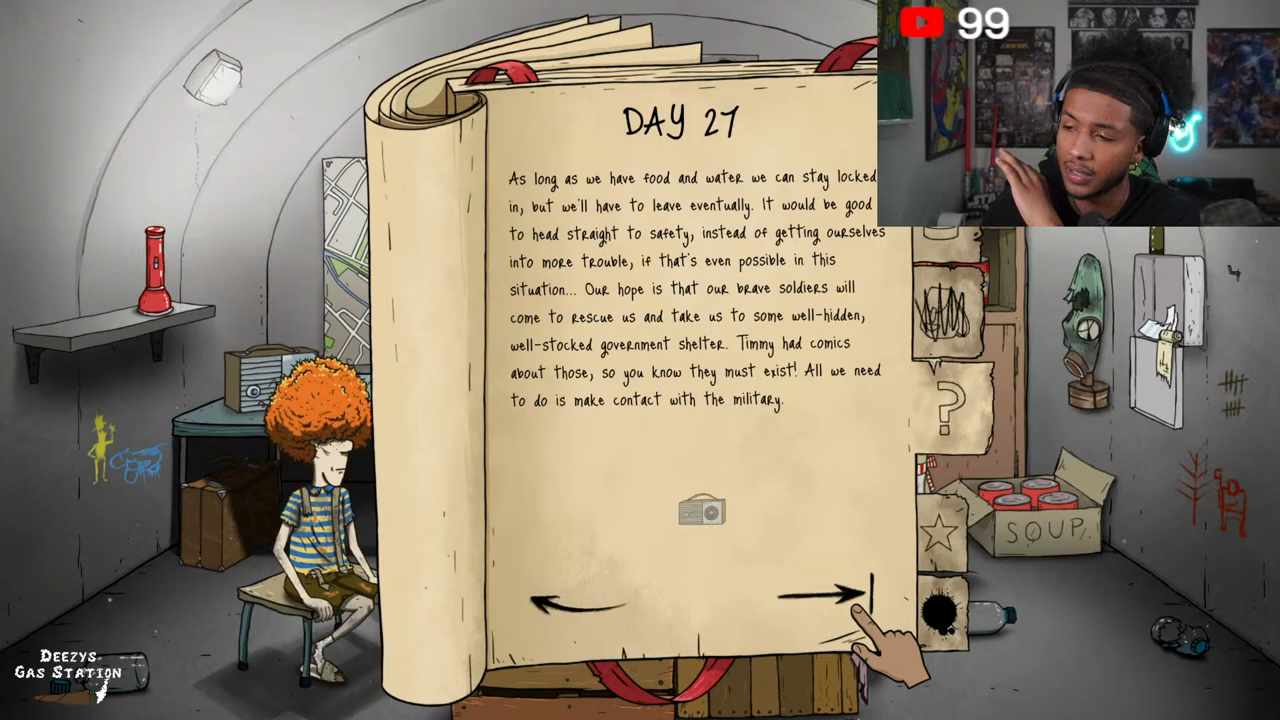 99
DAY 27
As long as we have food and water we can stay locked
in, but we'll have to leave eventually. It would be good
to head straight to safety, instead of getting ourselves
into more trouble, if that's even possible in this
situation... Our hope is that our brave soldiers will
come to rescue us and take us to some well-hidden,
well-stocked government shelter. Timmy had comics
about those, so you know they must exist! All we need
to do is make contact with the military.
?
SOUP
DEEZYS
GAS STATION